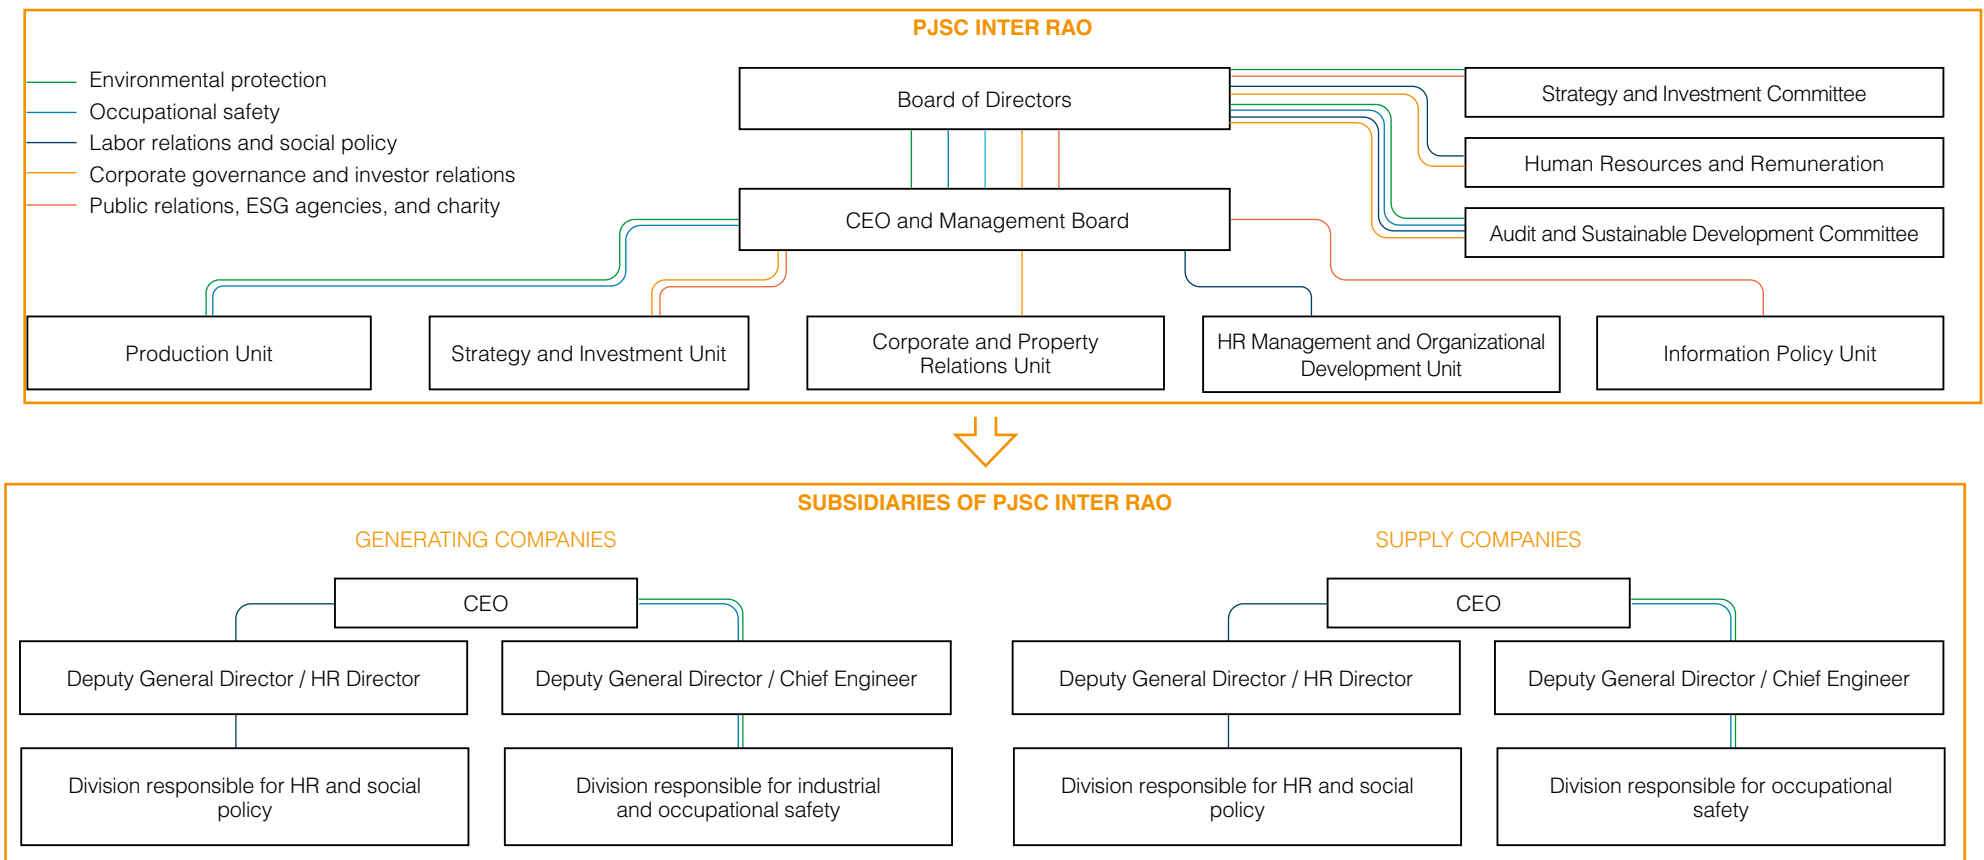 PJSC INTER RAO
Environmental protection
Occupational safety
Labor relations and social policy
Corporate governance and investor relations
Public relations, ESG agencies, and charity
Board of Directors
Strategy and Investment Committee
Human Resources and Remuneration
CEO and Management Board
Audit and Sustainable Development Committee
Production Unit
Strategy and Investment Unit
Corporate and Property
Relations Unit
HR Management and Organizational
Development Unit
Information Policy Unit
SUBSIDIARIES OF PJSC INTER RAO
GENERATING COMPANIES
CEO
Deputy General Director / HR Director
Deputy General Director / Chief Engineer
Division responsible for HR and social
policy
Division responsible for industrial
and occupational safety
SUPPLY COMPANIES
CEO
Deputy General Director / HR Director
Deputy General Director / Chief Engineer
Division responsible for HR and social
policy
Division responsible for occupational
safety